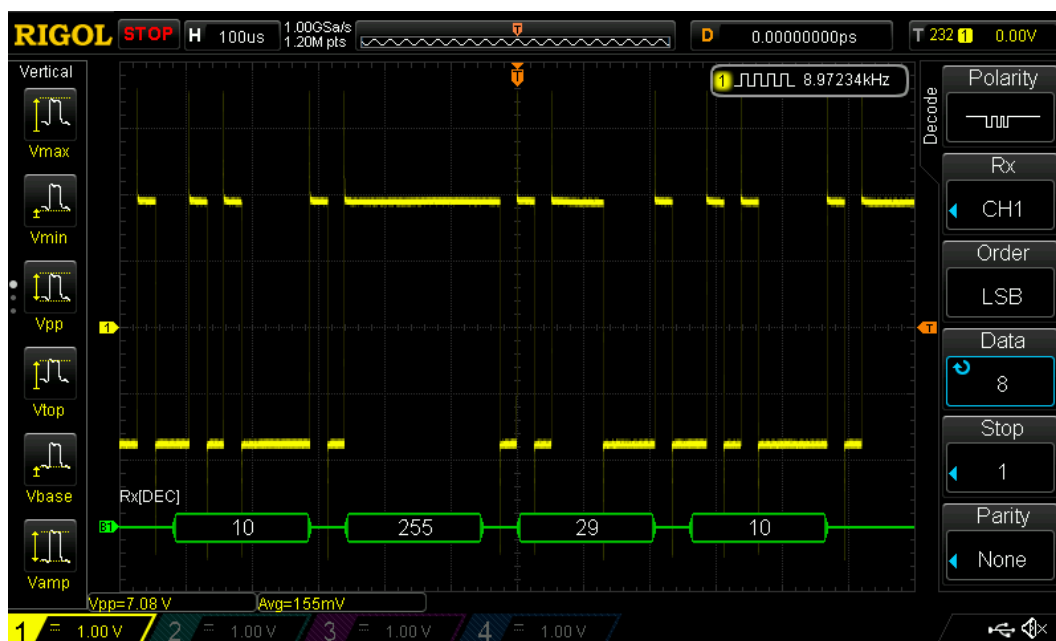 RIGOL STOP H 100us 1.00GSa/s D 0.00000000ps T 232 1 0.00V
1.20M pts
T
Vertical
T
1 8.97234kHz
Decode
Polarity
Vmax
Rx
CH1
Vmin
Order
LSB
Vpp
1
T
Data
8
Vtop
Stop
1
Vbase
Rx[DEC]
B1 10 255 29 10
Parity
None
Vamp
Vpp=7.08 V Avg=155mV
1 = 1.00 V 2 = 1.00 V 3 = 1.00 V 4 = 1.00 V